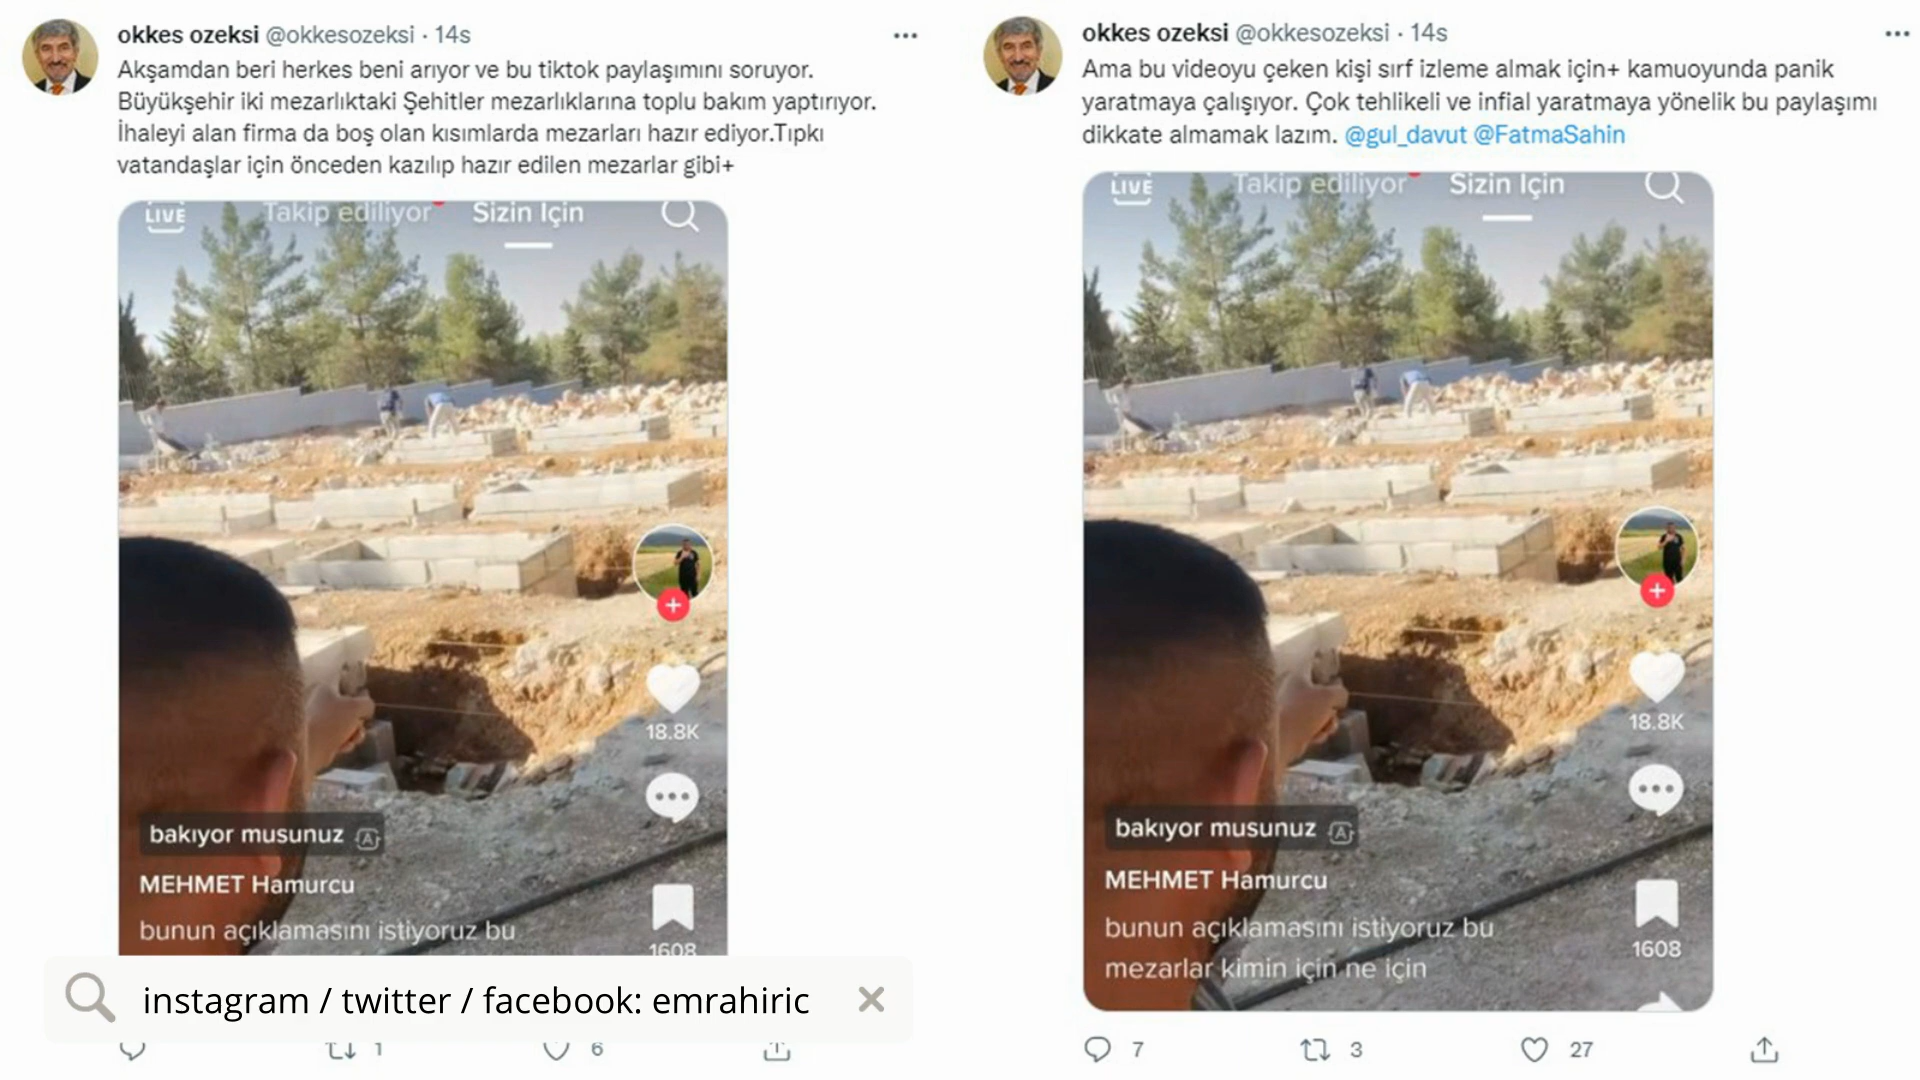 okkes ozeksi @okkesozeksi · 14s
Akşamdan beri herkes beni arıyor ve bu tiktok paylaşımını soruyor.
Büyükşehir iki mezarlıktaki Şehitler mezarlıklarına toplu bakım yaptırıyor.
İhaleyi alan firma da boş olan kısımlarda mezarları hazır ediyor.Tıpkı
vatandaşlar için önceden kazılıp hazır edilen mezarlar gibi+
LIVE Takip ediliyor Sizin İçin
18.8K
bakıyor musunuz
MEHMET Hamurcu
bunun açıklamasını istiyoruz bu
1608
instagram / twitter / facebook: emrahiric
1 6
okkes ozeksi @okkesozeksi · 14s
Ama bu videoyu çeken kişi sırf izleme almak için+ kamuoyunda panik
yaratmaya çalışıyor. Çok tehlikeli ve infial yaratmaya yönelik bu paylaşımı
dikkate almamak lazım. @gul_davut @FatmaSahin
LIVE Takip ediliyor Sizin İçin
18.8K
bakıyor musunuz
MEHMET Hamurcu
bunun açıklamasını istiyoruz bu
1608
mezarlar kimin için ne için
7 3 27